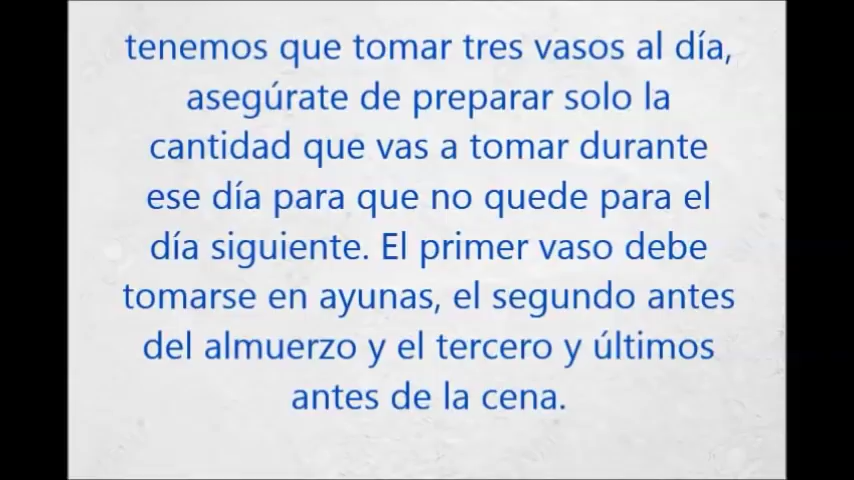 tenemos que tomar tres vasos al día,
asegúrate de preparar solo la
cantidad que vas a tomar durante
ese día para que no quede para el
día siguiente. El primer vaso debe
tomarse en ayunas, el segundo antes
del almuerzo y el tercero y últimos
antes de la cena.